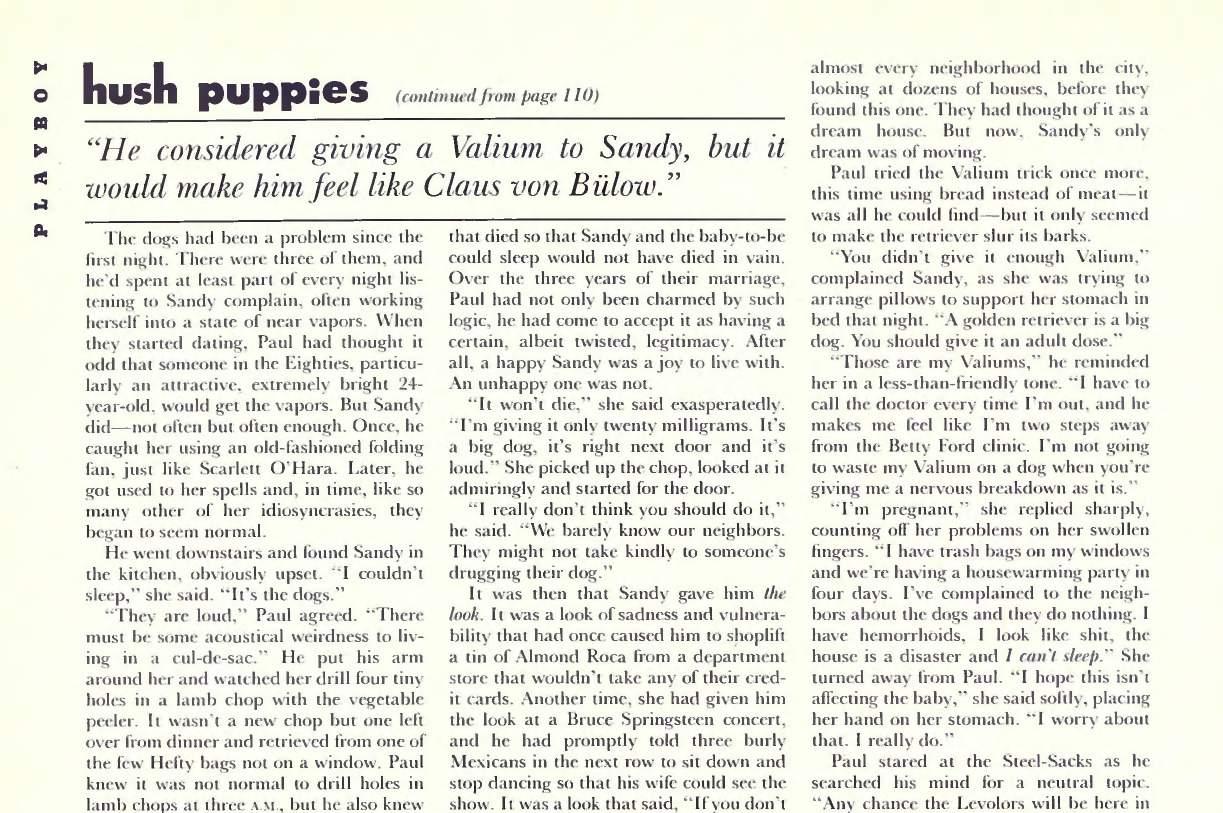 PLAYBOY
hush puppies (continued from page 110)
“He considered giving a Valium to Sandy, but it
would make him feel like Claus von Bülow.”
The dogs had been a problem since the
first night. There were three of them, and
he'd spent at least part of every night lis-
tening to Sandy complain, often working
herself into a state of near vapors. When
they started dating, Paul had thought it
odd that someone in the Eighties, particu-
larly an attractive, extremely bright 24-
year-old, would get the vapors. But Sandy
did—not often but often enough. Once, he
caught her using an old-fashioned folding
fan, just like Scarlett O'Hara. Later, he
got used to her spells and, in time, like so
many other of her idiosyncrasies, they
began to seem normal.
He went downstairs and found Sandy in
the kitchen, obviously upset. “I couldn't
sleep,” she said. “It's the dogs.”
“They are loud,” Paul agreed. “There
must be some acoustical weirdness to liv-
ing in a cul-de-sac.” He put his arm
around her and watched her drill four tiny
holes in a lamb chop with the vegetable
peeler. It wasn't a new chop but one left
over from dinner and retrieved from one of
the few Hefty bags not on a window. Paul
knew it was not normal to drill holes in
lamb chops at three A.M., but he also knew
that died so that Sandy and the baby-to-be
could sleep would not have died in vain.
Over the three years of their marriage,
Paul had not only been charmed by such
logic, he had come to accept it as having a
certain, albeit twisted, legitimacy. After
all, a happy Sandy was a joy to live with.
An unhappy one was not.
“It won't die,” she said exasperatedly.
“I'm giving it only twenty milligrams. It's
a big dog, it's right next door and it's
loud.” She picked up the chop, looked at it
admiringly and started for the door.
“I really don't think you should do it,”
he said. “We barely know our neighbors.
They might not take kindly to someone's
drugging their dog.”
It was then that Sandy gave him the
look. It was a look of sadness and vulnera-
bility that had once caused him to shoplift
a tin of Almond Roca from a department
store that wouldn't take any of their cred-
it cards. Another time, she had given him
the look at a Bruce Springsteen concert,
and he had promptly told three burly
Mexicans in the next row to sit down and
stop dancing so that his wife could see the
show. It was a look that said, “If you don't
almost every neighborhood in the city,
looking at dozens of houses, before they
found this one. They had thought of it as a
dream house. But now, Sandy's only
dream was of moving.
Paul tried the Valium trick once more,
this time using bread instead of meat—it
was all he could find—but it only seemed
to make the retriever slur its barks.
“You didn't give it enough Valium,”
complained Sandy, as she was trying to
arrange pillows to support her stomach in
bed that night. “A golden retriever is a big
dog. You should give it an adult dose.”
“Those are my Valiums,” he reminded
her in a less-than-friendly tone. “I have to
call the doctor every time I'm out, and he
makes me feel like I'm two steps away
from the Betty Ford clinic. I'm not going
to waste my Valium on a dog when you're
giving me a nervous breakdown as it is.”
“I'm pregnant,” she replied sharply,
counting off her problems on her swollen
fingers. “I have trash bags on my windows
and we're having a housewarming party in
four days. I've complained to the neigh-
bors about the dogs and they do nothing. I
have hemorrhoids, I look like shit, the
house is a disaster and I can't sleep.” She
turned away from Paul. “I hope this isn't
affecting the baby,” she said softly, placing
her hand on her stomach. “I worry about
that. I really do.”
Paul stared at the Steel-Sacks as he
searched his mind for a neutral topic.
“Any chance the Levolors will be here in